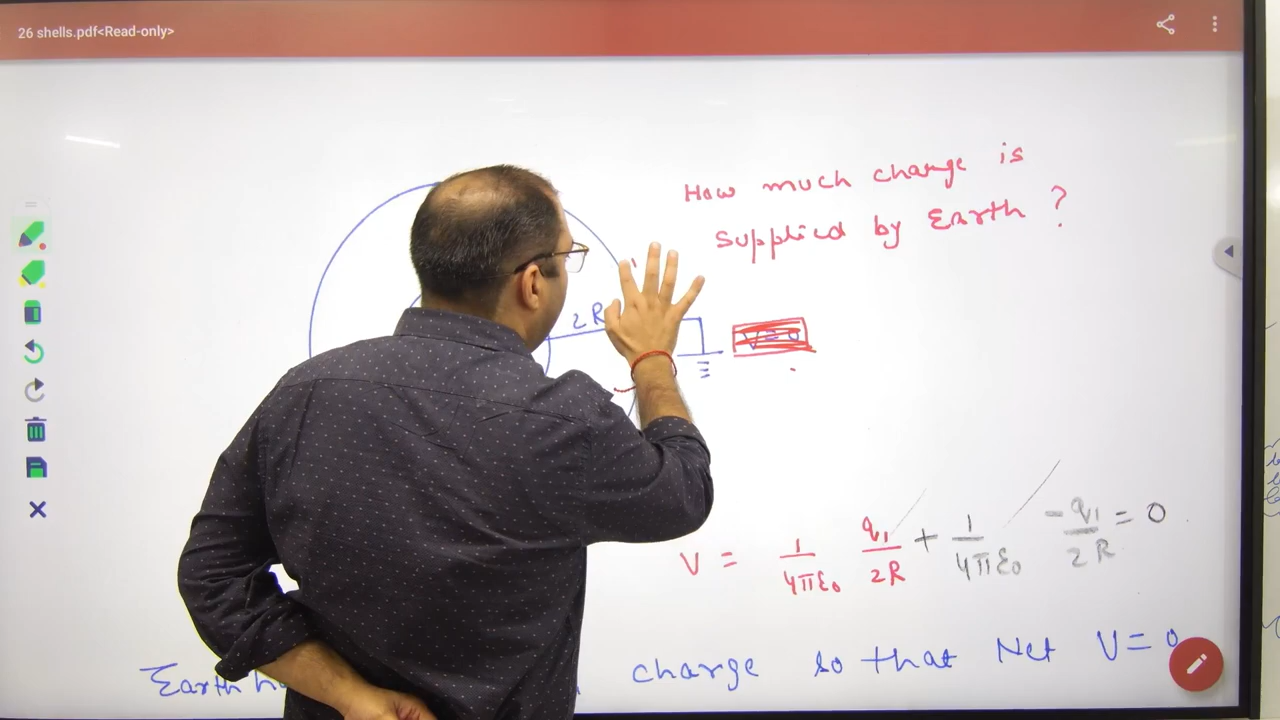 26 shells.pdf<Read-only>
How much charge is
supplied by Earth ?
2R
V = 0
V = 1/4πε₀ q₁/2R + 1/4πε₀ -q₁/2R = 0
Earth charge so that Net V = 0